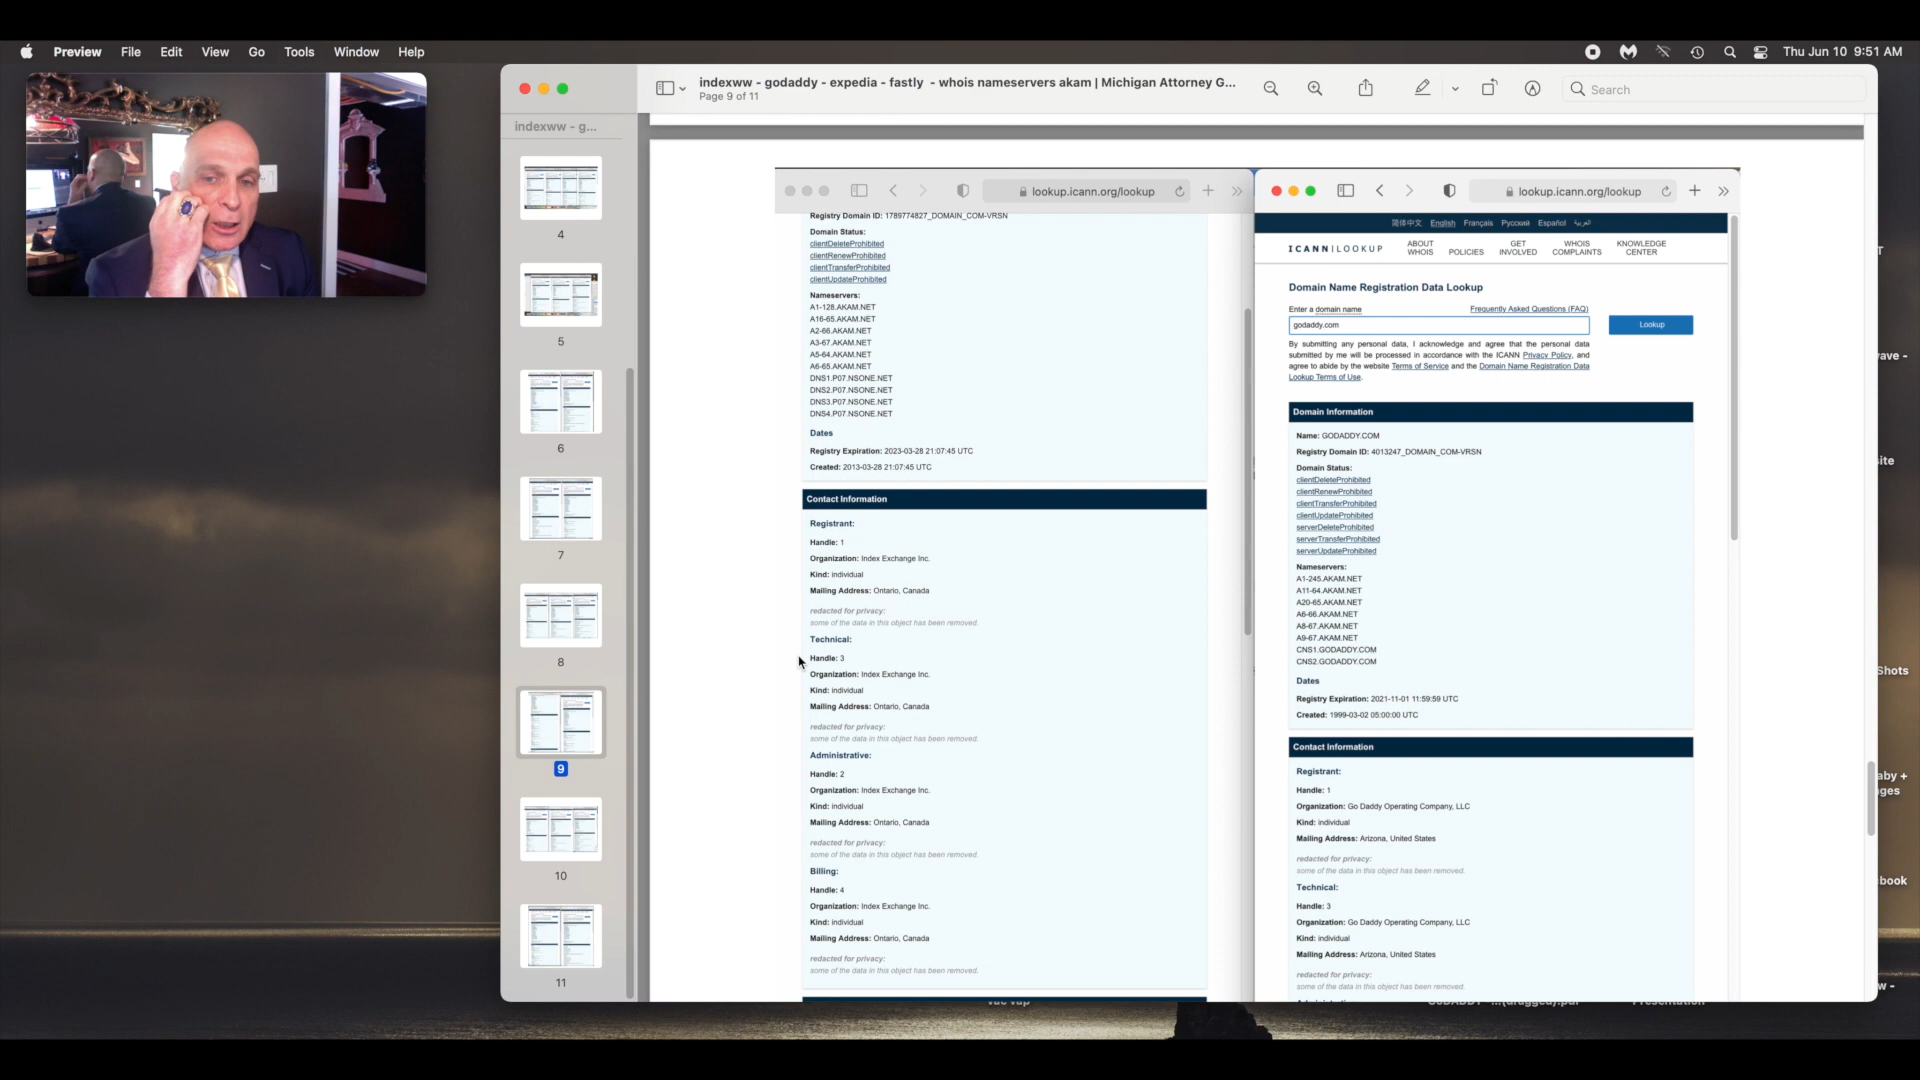 Preview File Edit View Go Tools Window Help
Thu Jun 10 9:51 AM
indexww - godaddy - expedia - fastly - whois nameservers akam | Michigan Attorney G...
Page 9 of 11
Search
indexww - g...
4
5
6
7
8
9
10
11
lookup.icann.org/lookup
Registry Domain ID: 1789774827_DOMAIN_COM-VRSN
Domain Status:
clientDeleteProhibited
clientRenewProhibited
clientTransferProhibited
clientUpdateProhibited
Nameservers:
A1-128.AKAM.NET
A16-65.AKAM.NET
A2-66.AKAM.NET
A3-67.AKAM.NET
A5-64.AKAM.NET
A6-65.AKAM.NET
DNS1.P07.NSONE.NET
DNS2.P07.NSONE.NET
DNS3.P07.NSONE.NET
DNS4.P07.NSONE.NET
Dates
Registry Expiration: 2023-03-28 21:07:45 UTC
Created: 2013-03-28 21:07:45 UTC
Contact Information
Registrant:
Handle: 1
Organization: Index Exchange Inc.
Kind: individual
Mailing Address: Ontario, Canada
redacted for privacy:
some of the data in this object has been removed.
Technical:
Handle: 3
Organization: Index Exchange Inc.
Kind: individual
Mailing Address: Ontario, Canada
redacted for privacy:
some of the data in this object has been removed.
Administrative:
Handle: 2
Organization: Index Exchange Inc.
Kind: individual
Mailing Address: Ontario, Canada
redacted for privacy:
some of the data in this object has been removed.
Billing:
Handle: 4
Organization: Index Exchange Inc.
Kind: individual
Mailing Address: Ontario, Canada
redacted for privacy:
some of the data in this object has been removed.
lookup.icann.org/lookup
简体中文 English Français Русский Español العربية
ICANN|LOOKUP
ABOUT WHOIS
POLICIES
GET INVOLVED
WHOIS COMPLAINTS
KNOWLEDGE CENTER
Domain Name Registration Data Lookup
Enter a domain name
Frequently Asked Questions (FAQ)
godaddy.com
Lookup
By submitting any personal data, I acknowledge and agree that the personal data
submitted by me will be processed in accordance with the ICANN Privacy Policy, and
agree to abide by the website Terms of Service and the Domain Name Registration Data
Lookup Terms of Use.
Domain Information
Name: GODADDY.COM
Registry Domain ID: 4013247_DOMAIN_COM-VRSN
Domain Status:
clientDeleteProhibited
clientRenewProhibited
clientTransferProhibited
clientUpdateProhibited
serverDeleteProhibited
serverTransferProhibited
serverUpdateProhibited
Nameservers:
A1-245.AKAM.NET
A11-64.AKAM.NET
A20-65.AKAM.NET
A6-66.AKAM.NET
A8-67.AKAM.NET
A9-67.AKAM.NET
CNS1.GODADDY.COM
CNS2.GODADDY.COM
Dates
Registry Expiration: 2021-11-01 11:59:59 UTC
Created: 1999-03-02 05:00:00 UTC
Contact Information
Registrant:
Handle: 1
Organization: Go Daddy Operating Company, LLC
Kind: individual
Mailing Address: Arizona, United States
redacted for privacy:
some of the data in this object has been removed.
Technical:
Handle: 3
Organization: Go Daddy Operating Company, LLC
Kind: individual
Mailing Address: Arizona, United States
redacted for privacy:
some of the data in this object has been removed.
Shots